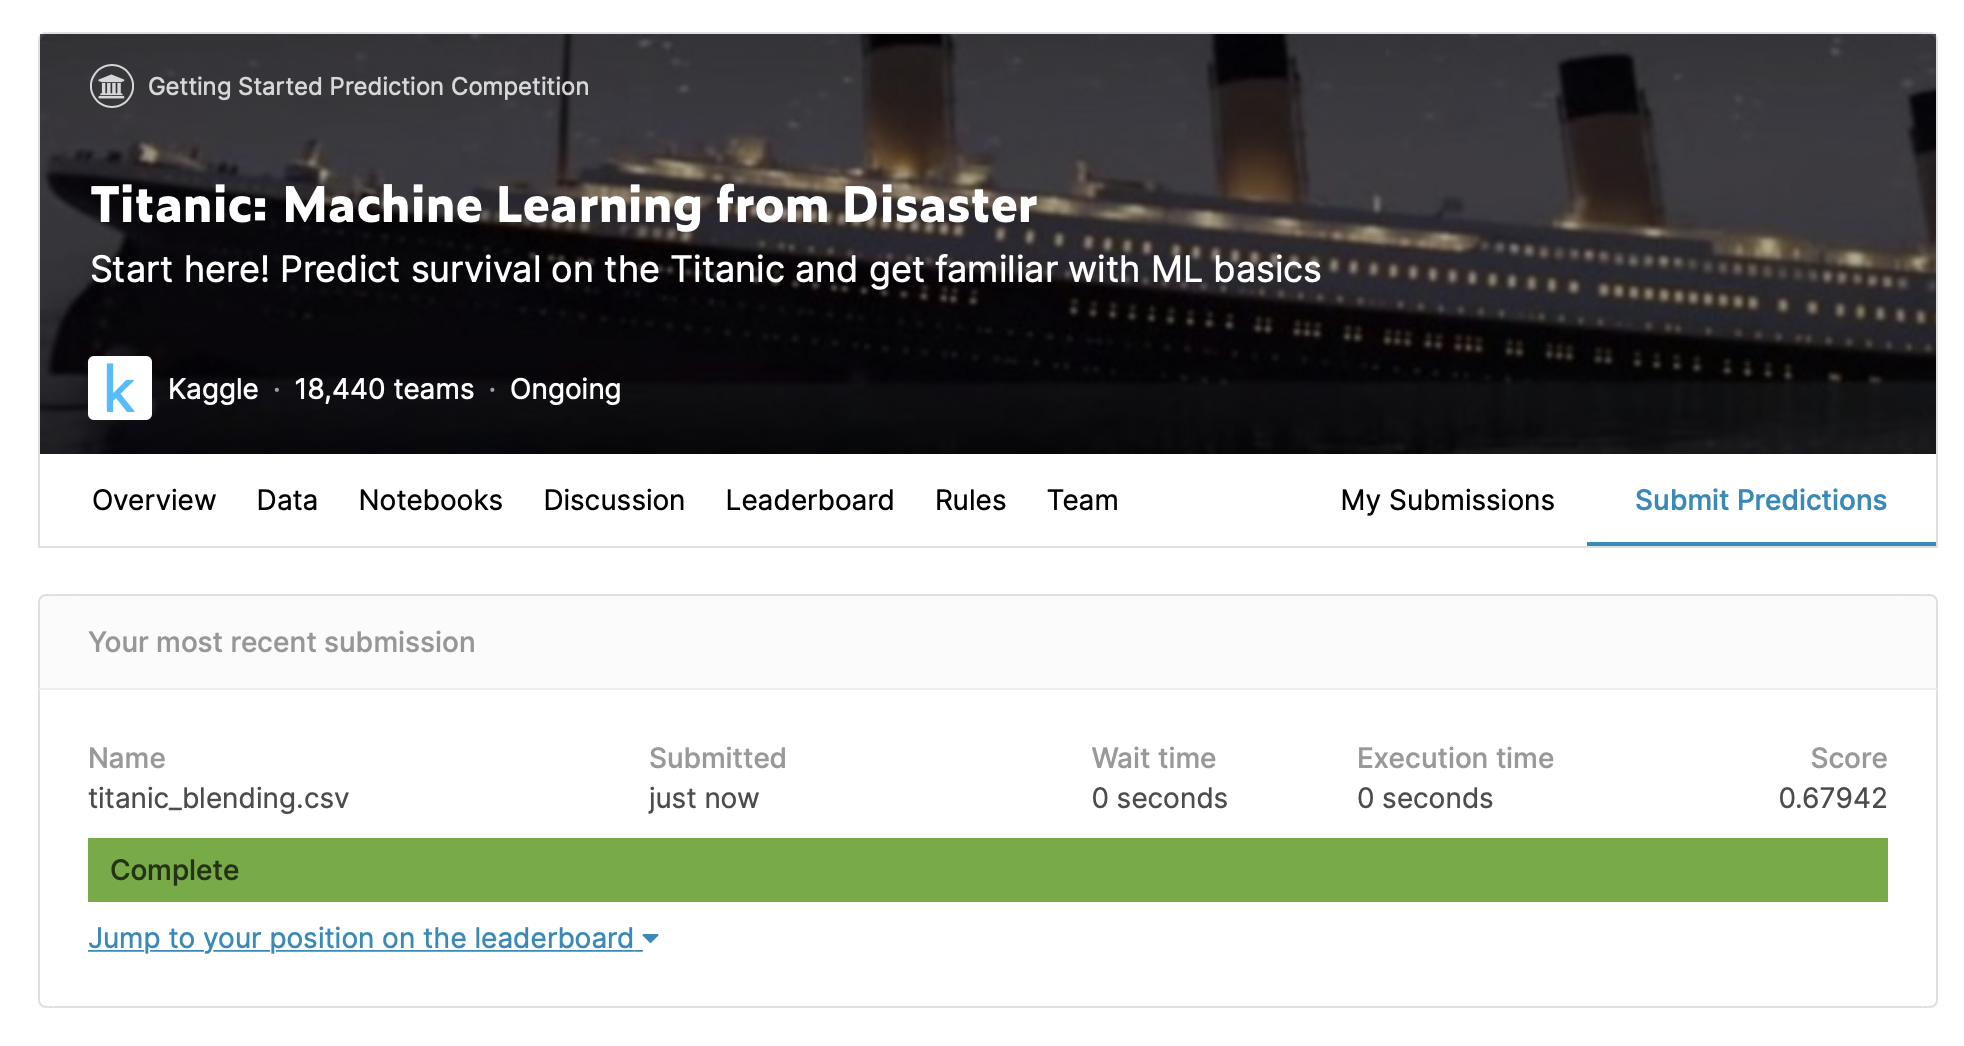 Getting Started Prediction Competition
Titanic: Machine Learning from Disaster
Start here! Predict survival on the Titanic and get familiar with ML basics
k Kaggle · 18,440 teams · Ongoing
Overview Data Notebooks Discussion Leaderboard Rules Team My Submissions Submit Predictions
Your most recent submission
Name Submitted Wait time Execution time Score
titanic_blending.csv just now 0 seconds 0 seconds 0.67942
Complete
Jump to your position on the leaderboard